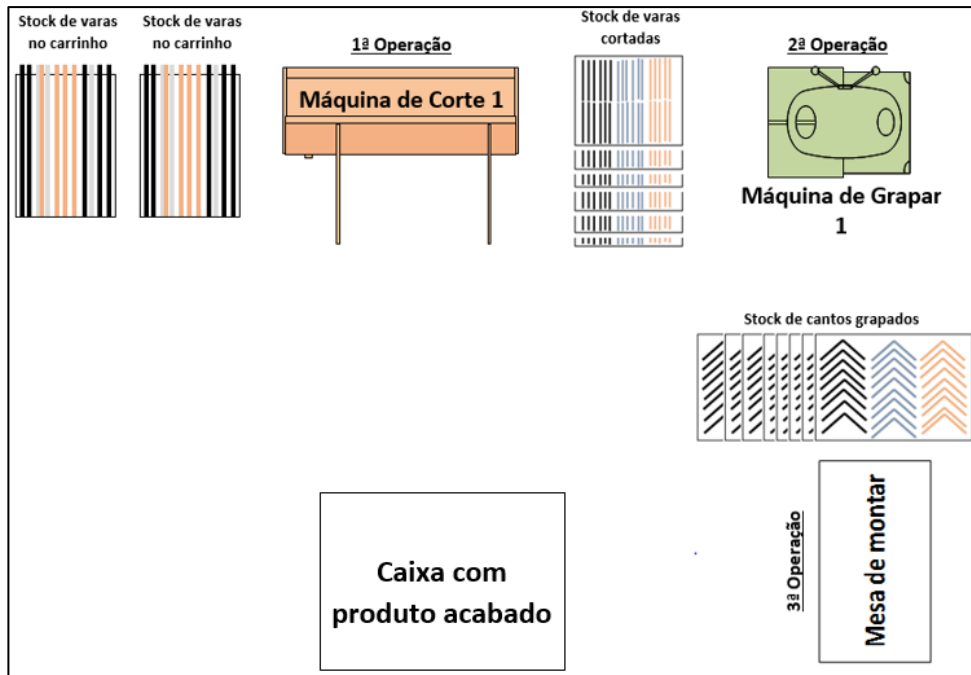 Stock de varas
no carrinho
Stock de varas
no carrinho
1ª Operação
Máquina de Corte 1
Stock de varas
cortadas
2ª Operação
Máquina de Grapar
1
Stock de cantos grapados
3ª Operação
Mesa de montar
Caixa com
produto acabado